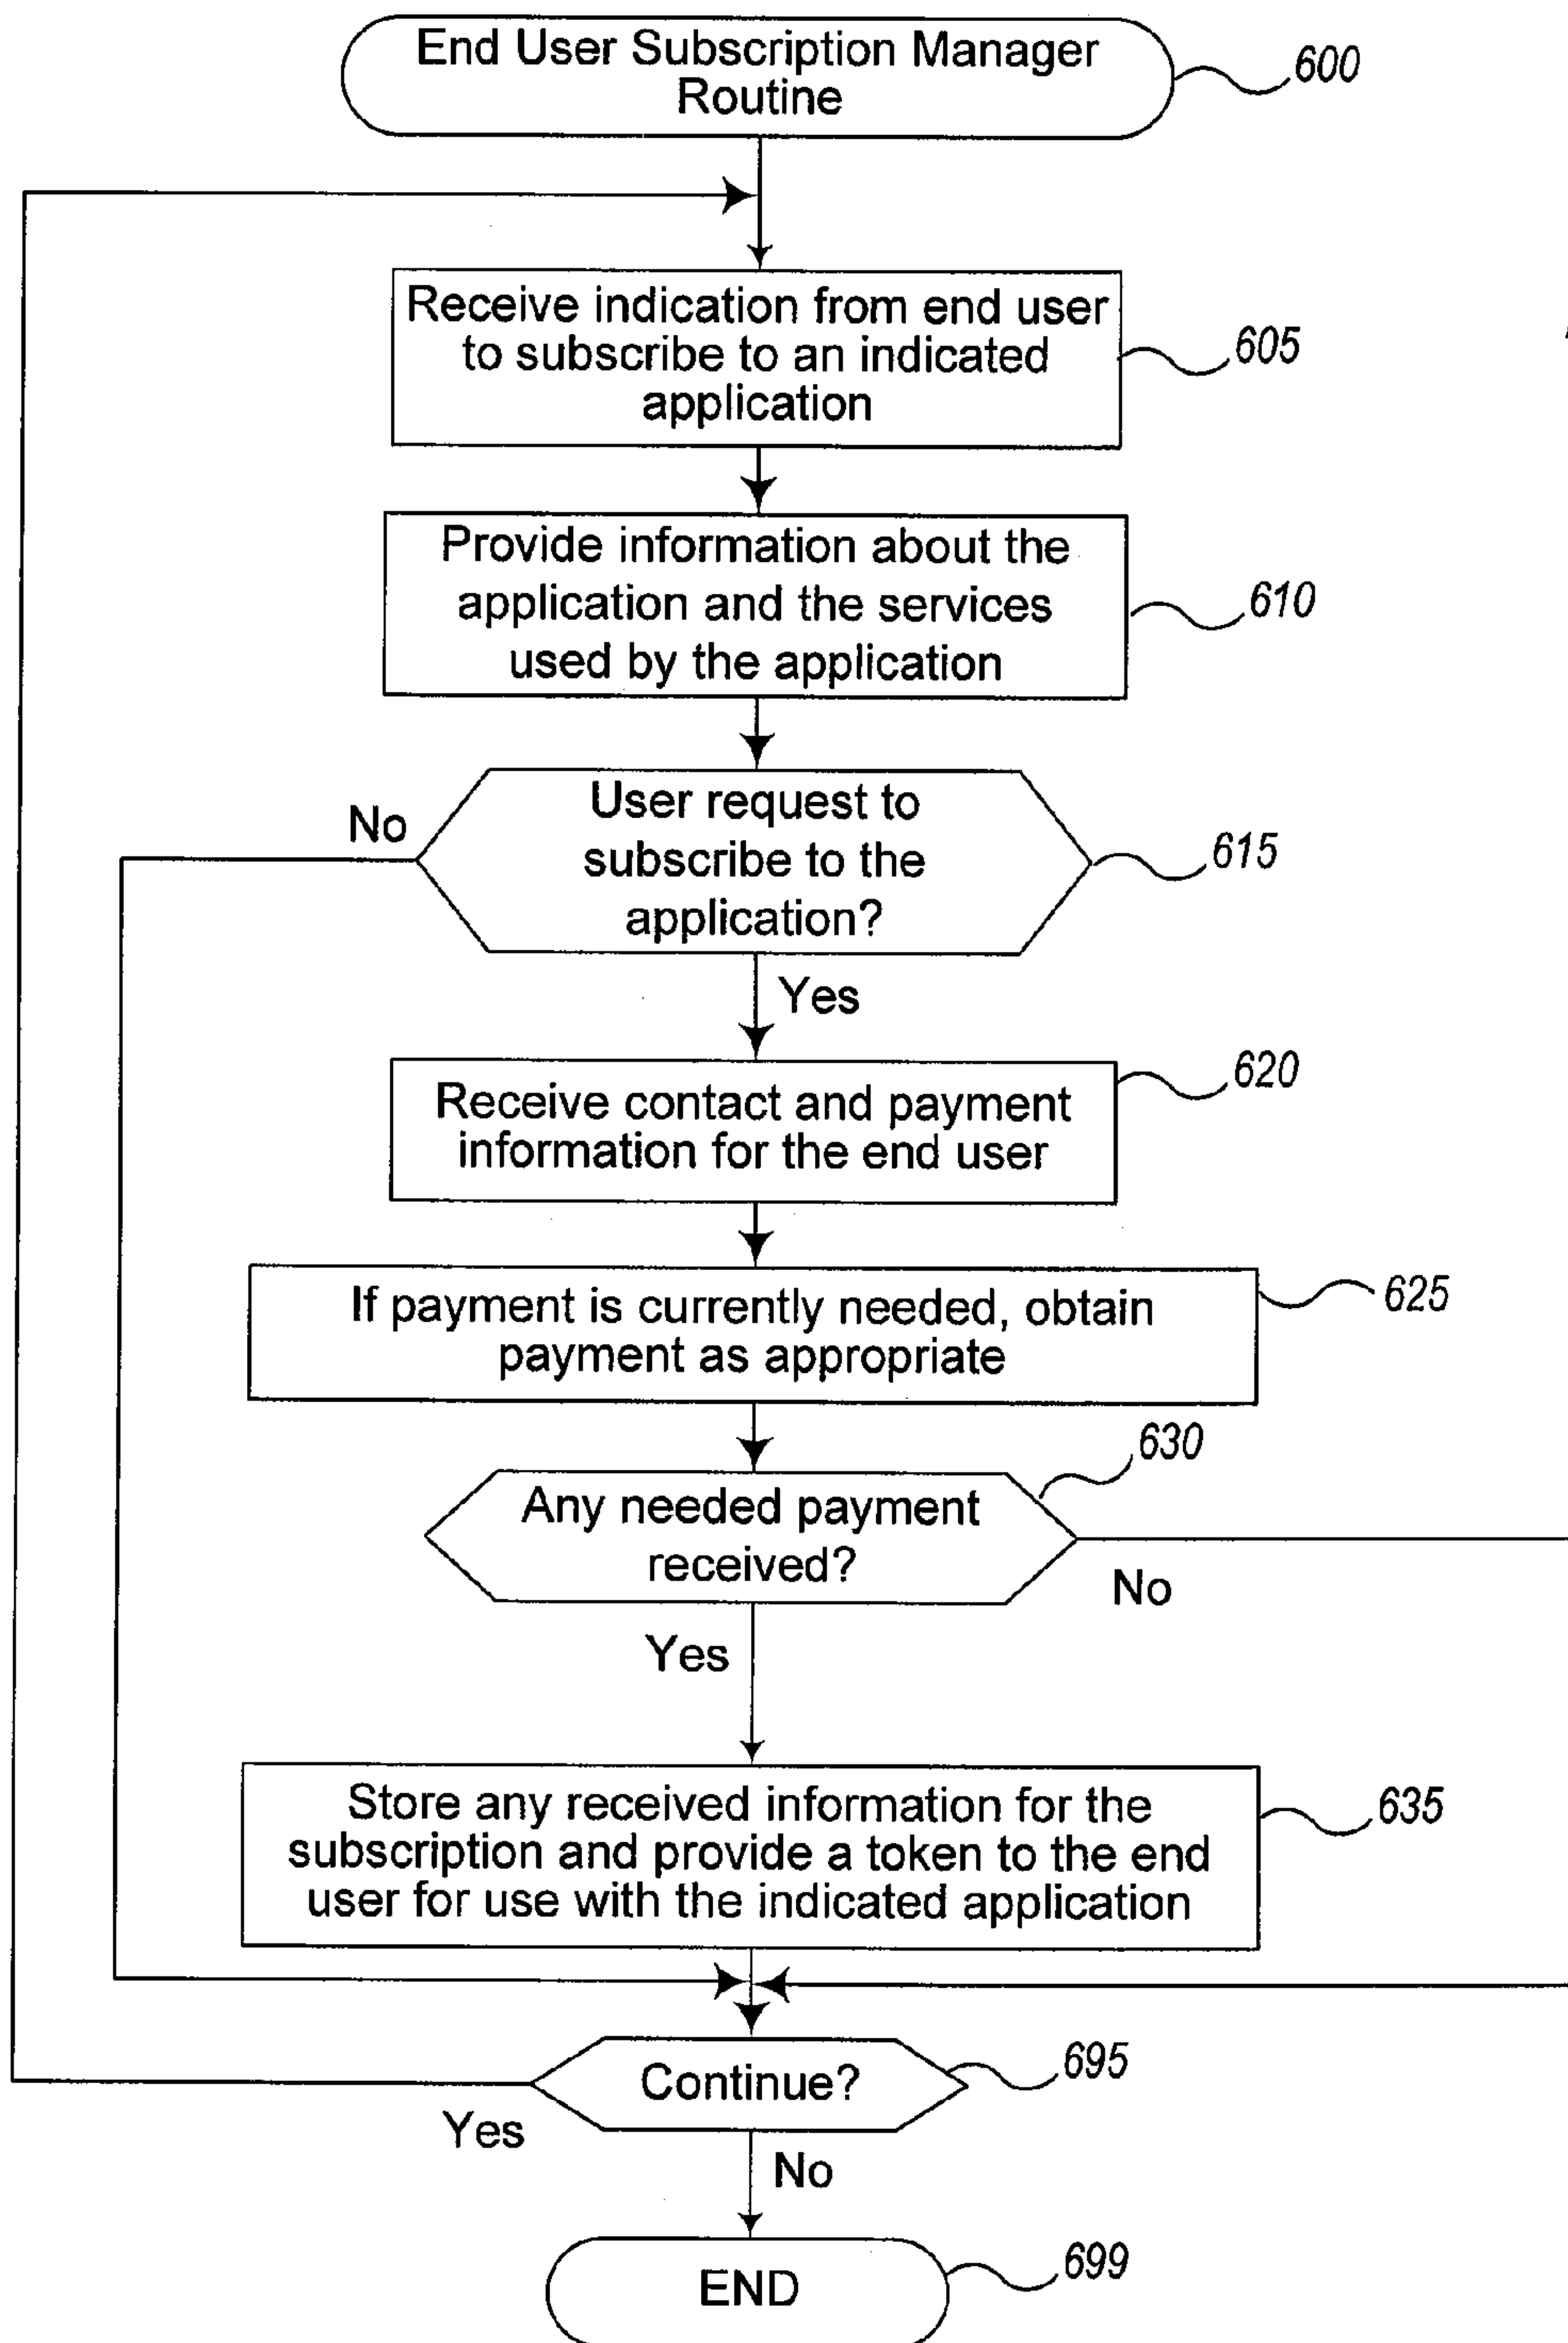 End User Subscription Manager
Routine
600
Receive indication from end user
to subscribe to an indicated
application
605
Provide information about the
application and the services
used by the application
610
No
User request to
subscribe to the
application?
615
Yes
620
Receive contact and payment
information for the end user
If payment is currently needed, obtain
payment as appropriate
625
630
Any needed payment
received?
No
Yes
Store any received information for the
subscription and provide a token to the end
user for use with the indicated application
635
Continue?
695
Yes
No
END
699